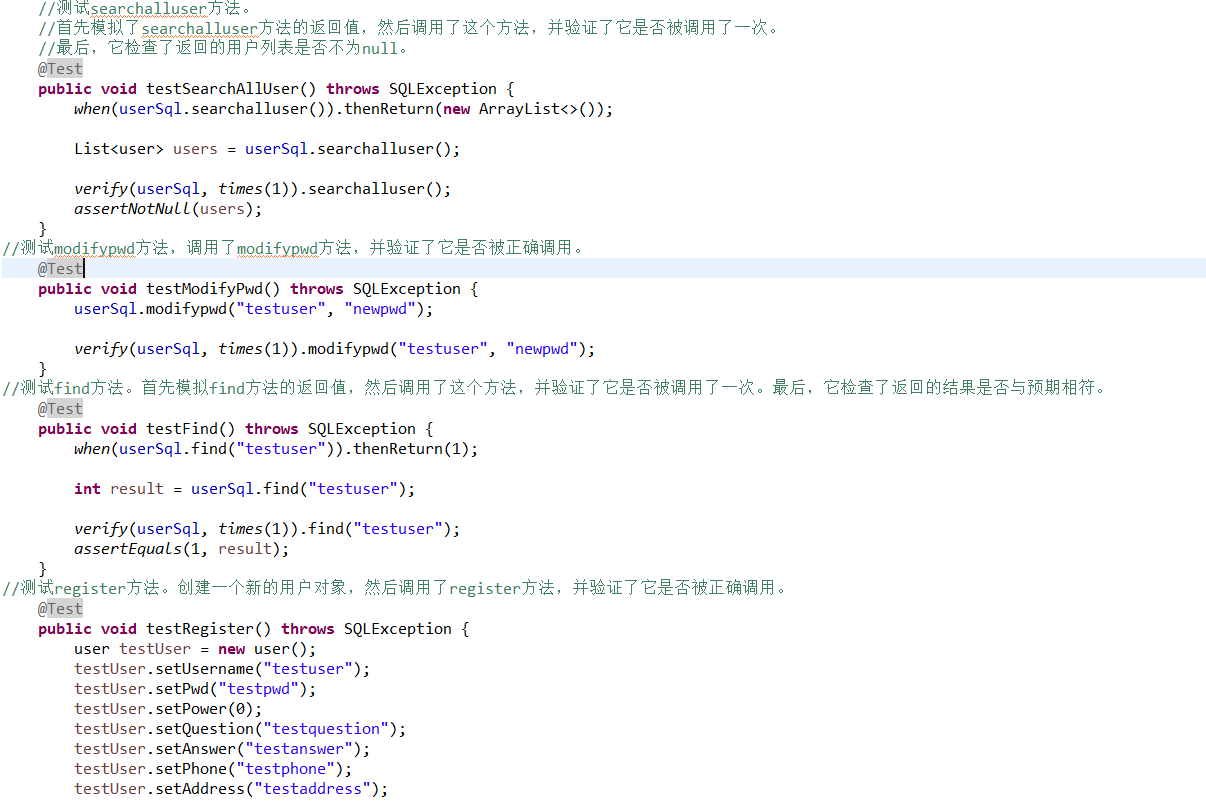 //测试searchalluser方法。
//首先模拟了searchalluser方法的返回值，然后调用了这个方法，并验证了它是否被调用了一次。
//最后，它检查了返回的用户列表是否不为null。
@Test
public void testSearchAllUser() throws SQLException {
when(userSql.searchalluser()).thenReturn(new ArrayList<>());
List<user> users = userSql.searchalluser();
verify(userSql, times(1)).searchalluser();
assertNotNull(users);
}
//测试modifypwd方法，调用了modifypwd方法，并验证了它是否被正确调用。
@Test
public void testModifyPwd() throws SQLException {
userSql.modifypwd("testuser", "newpwd");
verify(userSql, times(1)).modifypwd("testuser", "newpwd");
}
//测试find方法。首先模拟find方法的返回值，然后调用了这个方法，并验证了它是否被调用了一次。最后，它检查了返回的结果是否与预期相符。
@Test
public void testFind() throws SQLException {
when(userSql.find("testuser")).thenReturn(1);
int result = userSql.find("testuser");
verify(userSql, times(1)).find("testuser");
assertEquals(1, result);
}
//测试register方法。创建一个新的用户对象，然后调用了register方法，并验证了它是否被正确调用。
@Test
public void testRegister() throws SQLException {
user testUser = new user();
testUser.setUsername("testuser");
testUser.setPwd("testpwd");
testUser.setPower(0);
testUser.setQuestion("testquestion");
testUser.setAnswer("testanswer");
testUser.setPhone("testphone");
testUser.setAddress("testaddress");